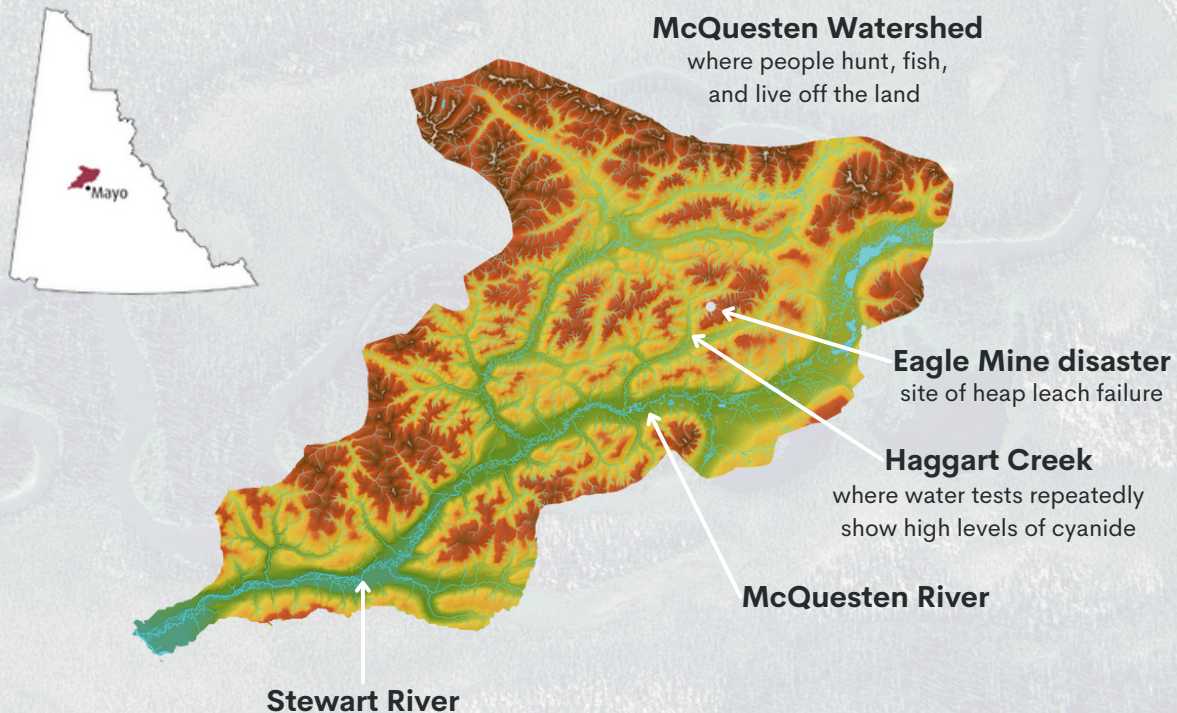 McQuesten Watershed
where people hunt, fish,
and live off the land
Mayo
Eagle Mine disaster
site of heap leach failure
Haggart Creek
where water tests repeatedly
show high levels of cyanide
McQuesten River
Stewart River